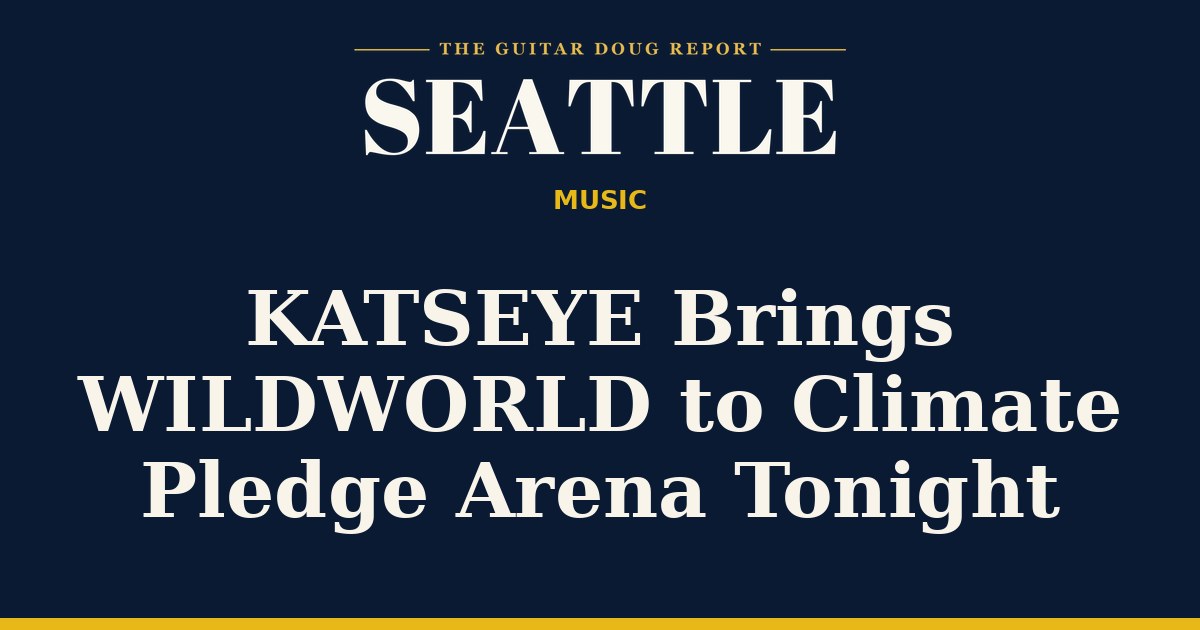 THE GUITAR DOUG REPORT
SEATTLE
MUSIC
KATSEYE Brings
WILDWORLD to Climate
Pledge Arena Tonight